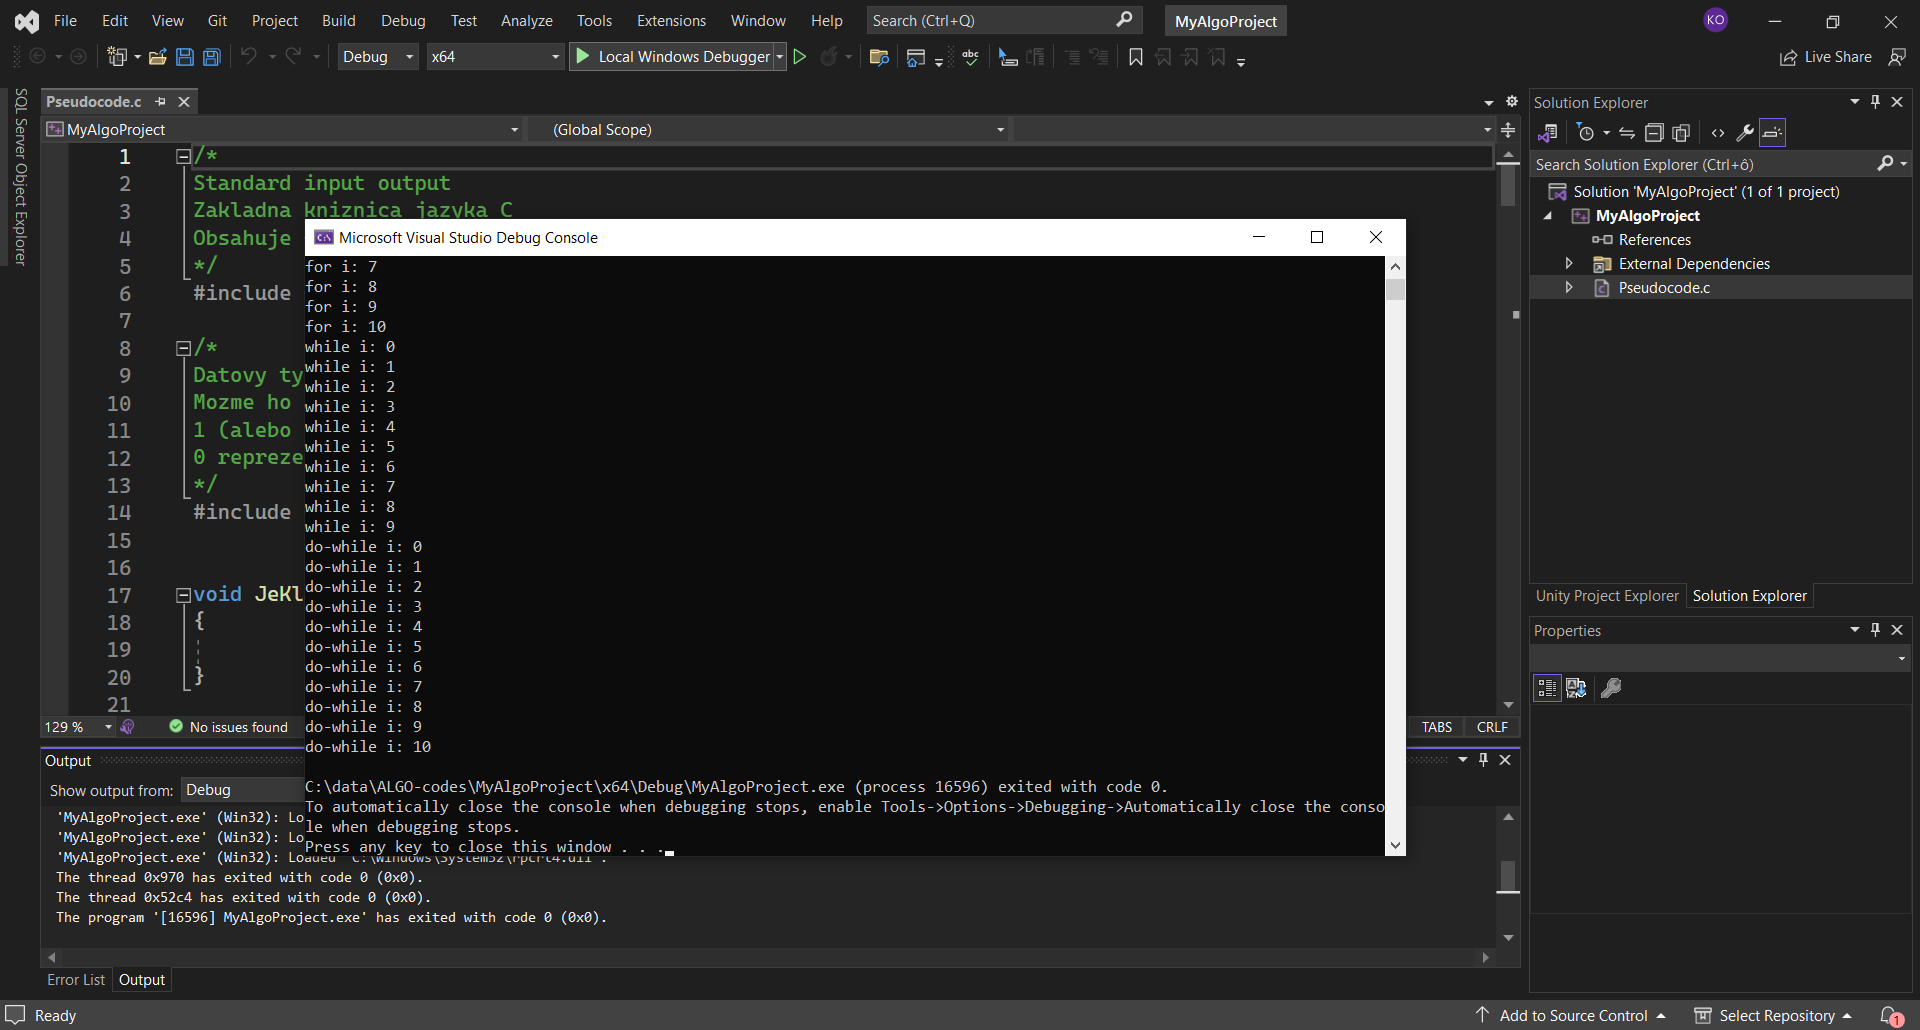 File Edit View Git Project Build Debug Test Analyze Tools Extensions Window Help Search (Ctrl+Q) MyAlgoProject KO
Debug x64 Local Windows Debugger Live Share
SQL Server Object Explorer
Pseudocode.c
MyAlgoProject (Global Scope)
1 /*
2 Standard input output
3 Zakladna kniznica jazyka C
4 Obsahuje
5 */
6 #include
7
8 /*
9 Datovy ty
10 Mozme ho
11 1 (alebo
12 0 repreze
13 */
14 #include
15
16
17 void JeKl
18 {
19
20 }
21
129 % No issues found TABS CRLF
Microsoft Visual Studio Debug Console
for i: 7
for i: 8
for i: 9
for i: 10
while i: 0
while i: 1
while i: 2
while i: 3
while i: 4
while i: 5
while i: 6
while i: 7
while i: 8
while i: 9
do-while i: 0
do-while i: 1
do-while i: 2
do-while i: 3
do-while i: 4
do-while i: 5
do-while i: 6
do-while i: 7
do-while i: 8
do-while i: 9
do-while i: 10
C:\data\ALGO-codes\MyAlgoProject\x64\Debug\MyAlgoProject.exe (process 16596) exited with code 0.
To automatically close the console when debugging stops, enable Tools->Options->Debugging->Automatically close the conso
le when debugging stops.
Press any key to close this window . . .
Output
Show output from: Debug
'MyAlgoProject.exe' (Win32): Lo
'MyAlgoProject.exe' (Win32): Lo
'MyAlgoProject.exe' (Win32): Loaded 'C:\Windows\System32\rpcrt4.dll'.
The thread 0x970 has exited with code 0 (0x0).
The thread 0x52c4 has exited with code 0 (0x0).
The program '[16596] MyAlgoProject.exe' has exited with code 0 (0x0).
Error List Output
Solution Explorer
Search Solution Explorer (Ctrl+ô)
Solution 'MyAlgoProject' (1 of 1 project)
MyAlgoProject
References
External Dependencies
Pseudocode.c
Unity Project Explorer Solution Explorer
Properties
Ready Add to Source Control Select Repository 1